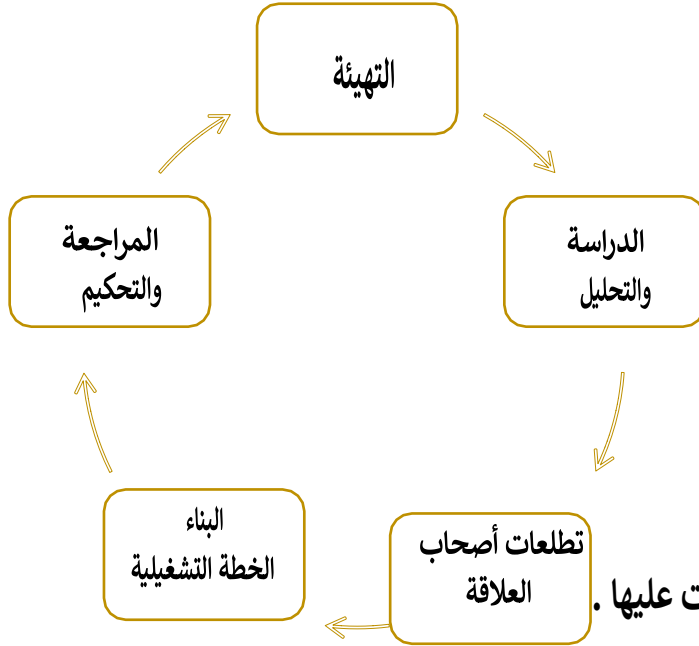 التهيئة
الدراسة
والتحليل
تطلعات أصحاب
العلاقة
عليها .
البناء
الخطة التشغيلية
المراجعة
والتحكيم